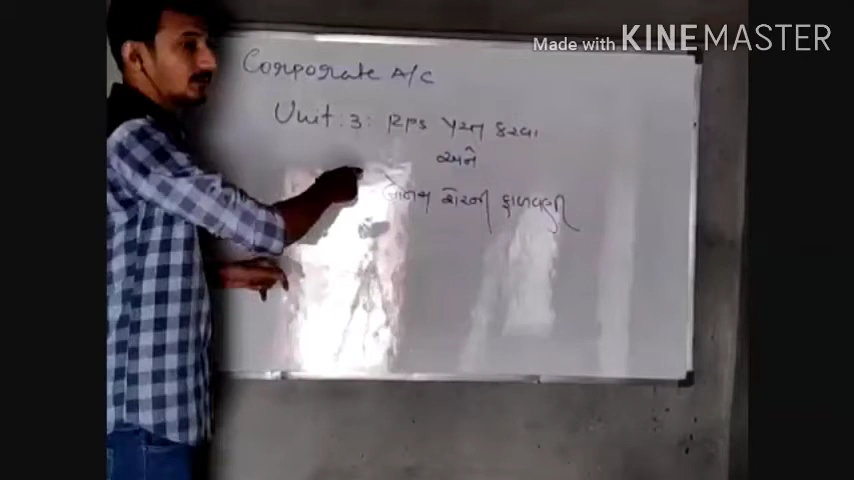 Made with KINEMASTER
Corporate A/c
Unit : 3 : RPS પરત કરવા
અને
બોનસ શેરની ફાળવણી